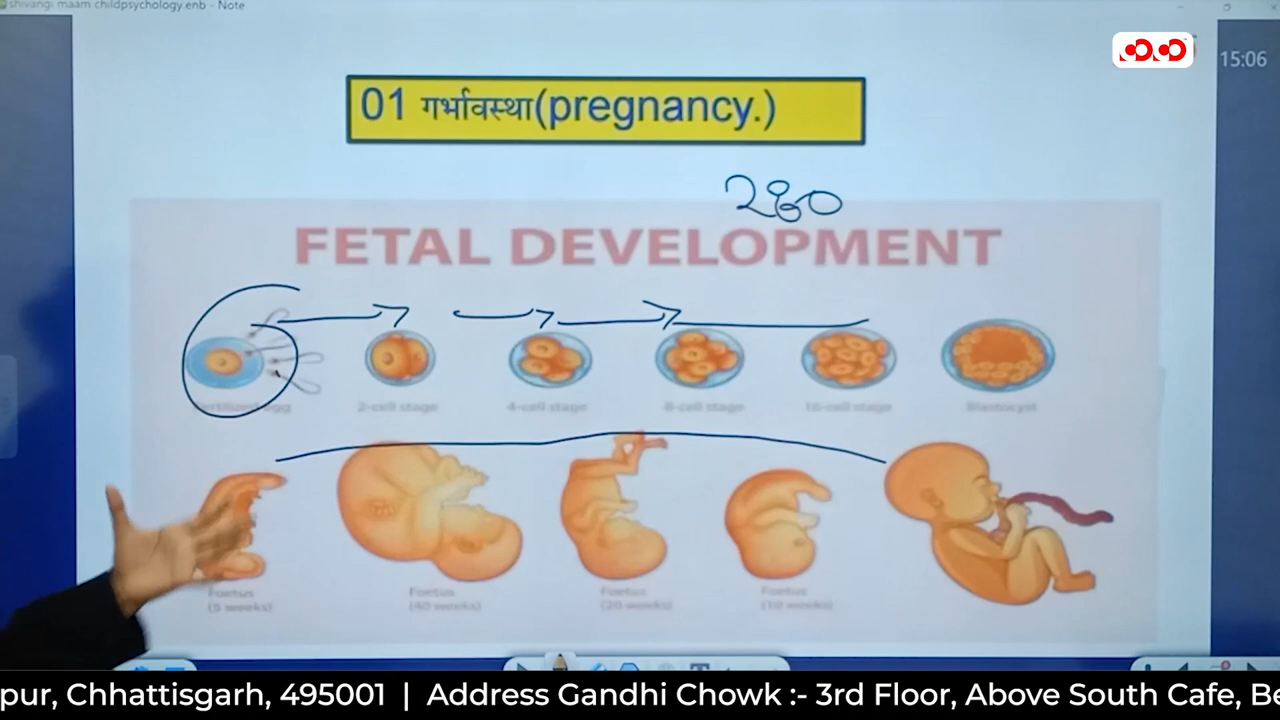 shivangi maam childpsychology.enb - Note
15:06
01 गर्भावस्था(pregnancy.)
280
FETAL DEVELOPMENT
Fertilized egg
2-cell stage
4-cell stage
8-cell stage
16-cell stage
Blastocyst
Foetus
(5 weeks)
Foetus
(40 weeks)
Foetus
(20 weeks)
Foetus
(10 weeks)
pur, Chhattisgarh, 495001 | Address Gandhi Chowk :- 3rd Floor, Above South Cafe, Be